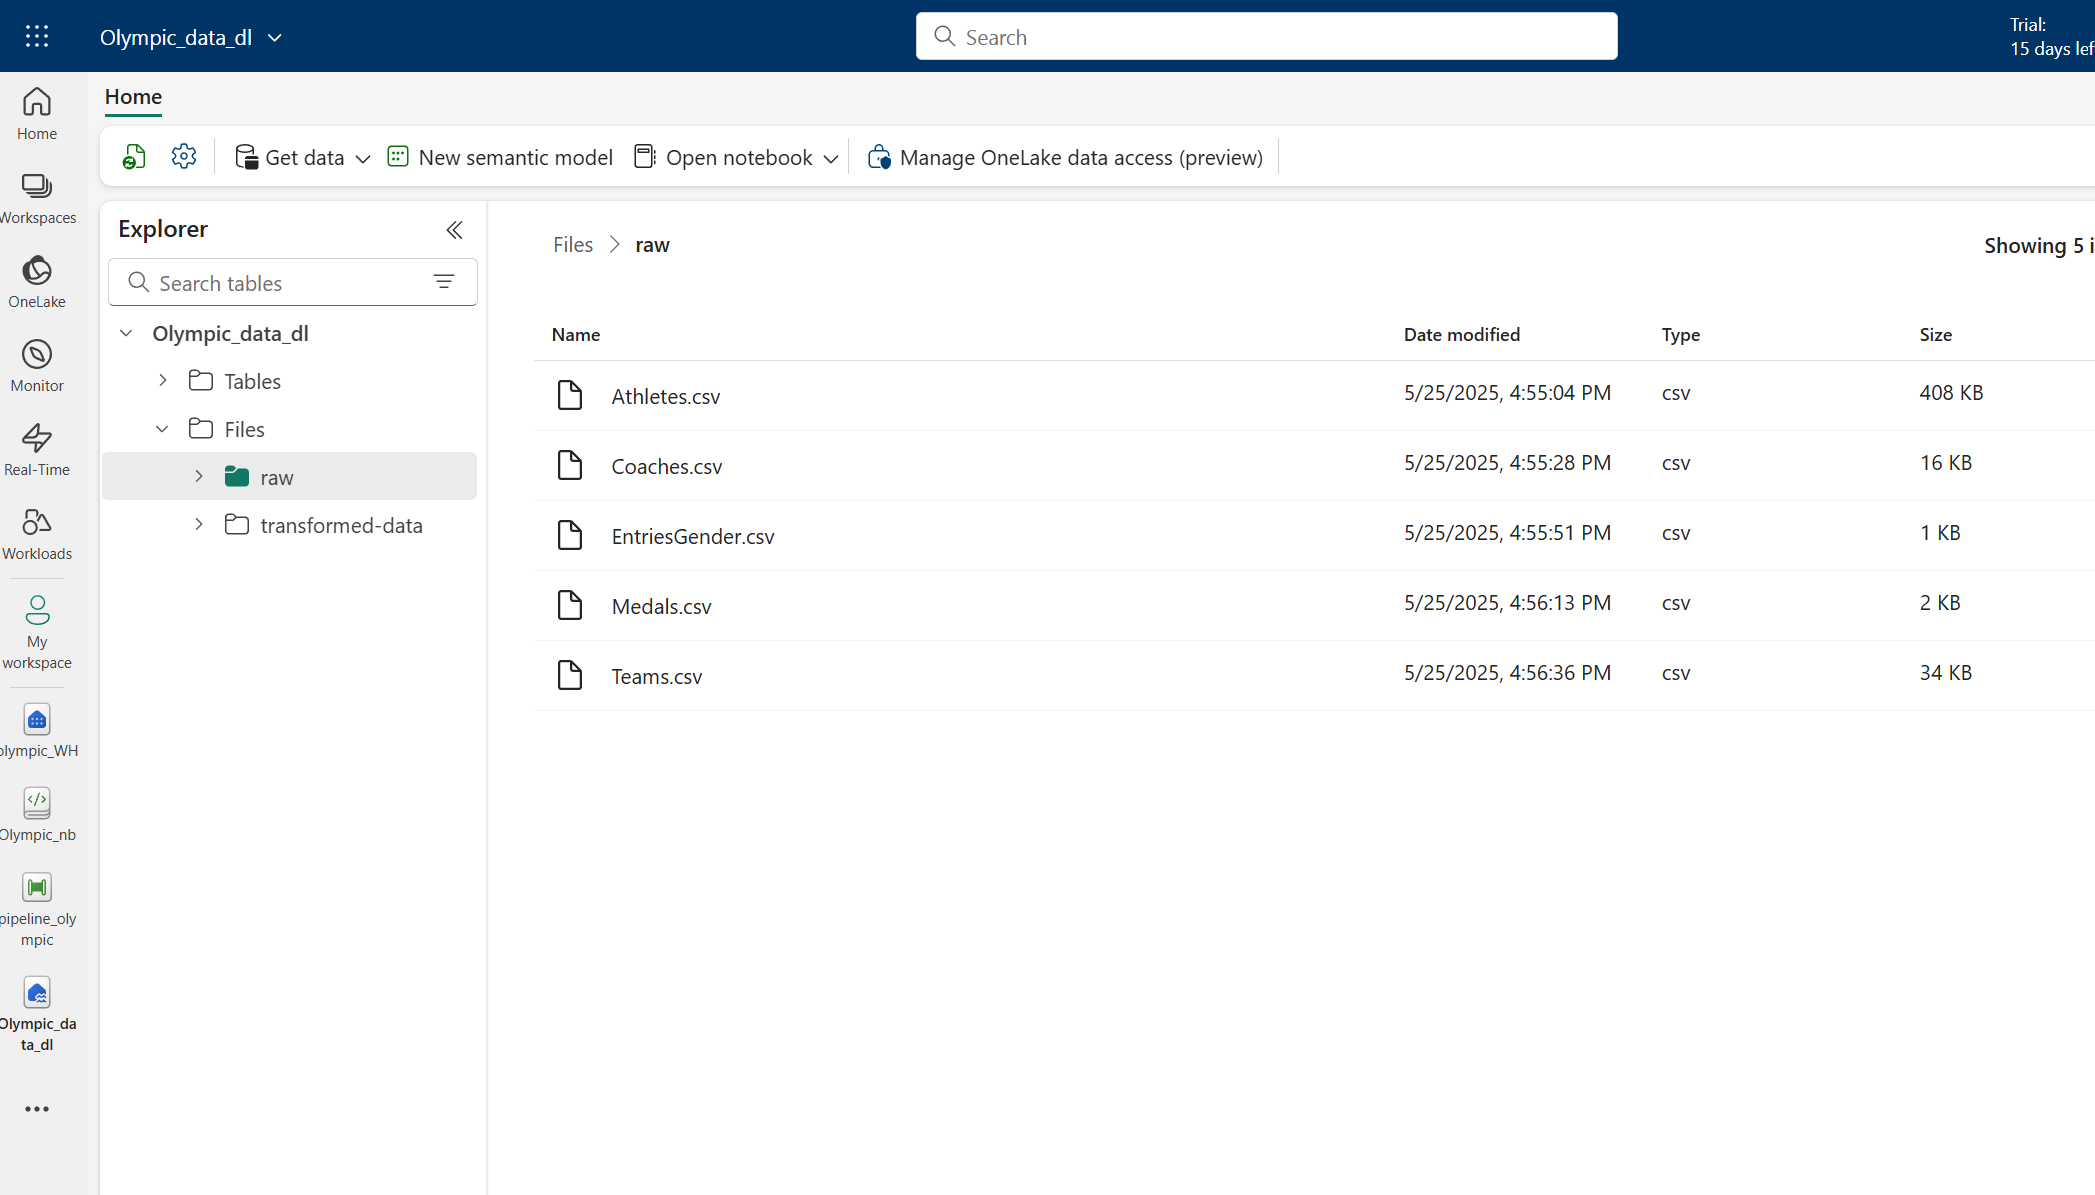 Olympic_data_dl
Search
Trial:
15 days lef
Home
Home
Get data
New semantic model
Open notebook
Manage OneLake data access (preview)
Workspaces
OneLake
Monitor
Real-Time
Workloads
My
workspace
olympic_WH
Olympic_nb
pipeline_oly
mpic
Olympic_da
ta_dl
Explorer
Search tables
Olympic_data_dl
Tables
Files
raw
transformed-data
Files > raw
Showing 5 i
Name Date modified Type Size
Athletes.csv 5/25/2025, 4:55:04 PM csv 408 KB
Coaches.csv 5/25/2025, 4:55:28 PM csv 16 KB
EntriesGender.csv 5/25/2025, 4:55:51 PM csv 1 KB
Medals.csv 5/25/2025, 4:56:13 PM csv 2 KB
Teams.csv 5/25/2025, 4:56:36 PM csv 34 KB